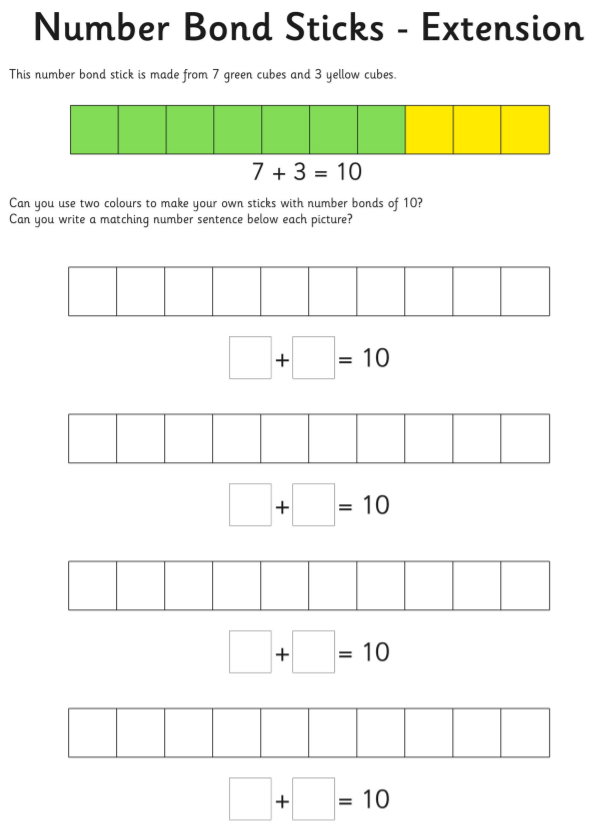 Number Bond Sticks - Extension
This number bond stick is made from 7 green cubes and 3 yellow cubes.
7 + 3 = 10
Can you use two colours to make your own sticks with number bonds of 10?
Can you write a matching number sentence below each picture?
+ = 10
+ = 10
+ = 10
+ = 10